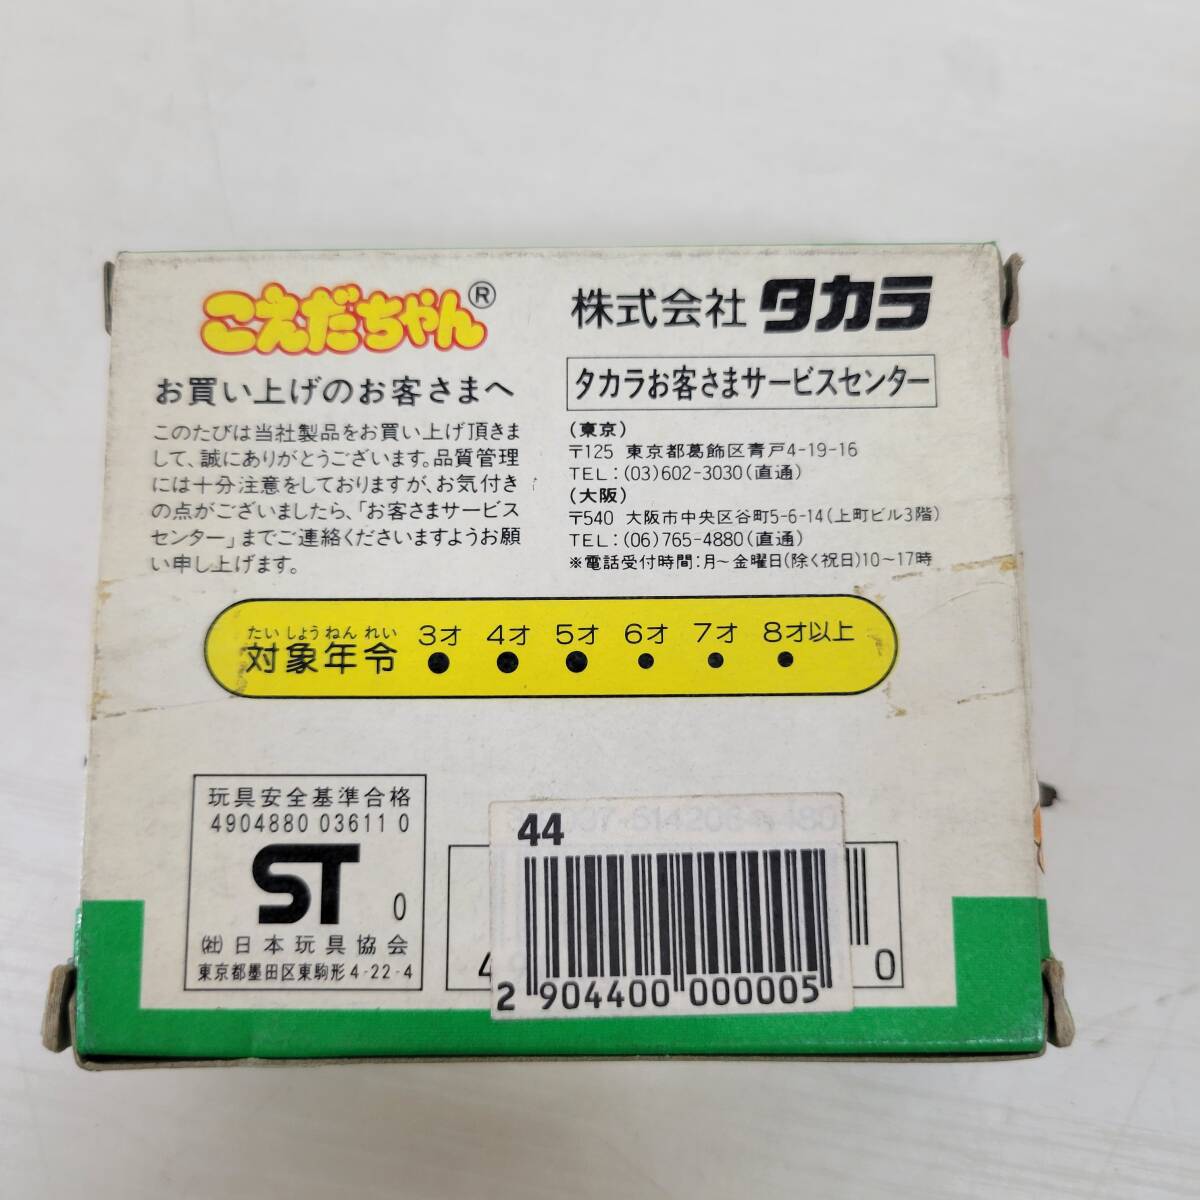 こえだちゃん®
お買い上げのお客さまへ
このたびは当社製品をお買い上げ頂きま
して、誠にありがとうございます。品質管理
には十分注意をしておりますが、お気付き
の点がございましたら、「お客さまサービス
センター」までご連絡くださいますようお願
い申し上げます。
株式会社 タカラ
タカラお客さまサービスセンター
(東京)
〒125 東京都葛飾区青戸4-19-16
TEL:(03)602-3030(直通)
(大阪)
〒540 大阪市中央区谷町5-6-14(上町ビル3階)
TEL:(06)765-4880(直通)
※電話受付時間:月～金曜日(除く祝日)10～17時
たいしょうねんれい
対象年令 3才 4才 5才 6才 7才 8才以上
玩具安全基準合格
4904880 03611 0
ST 0
(社)日本玩具協会
東京都墨田区東駒形4-22-4
44
2 904400 000005
4
0